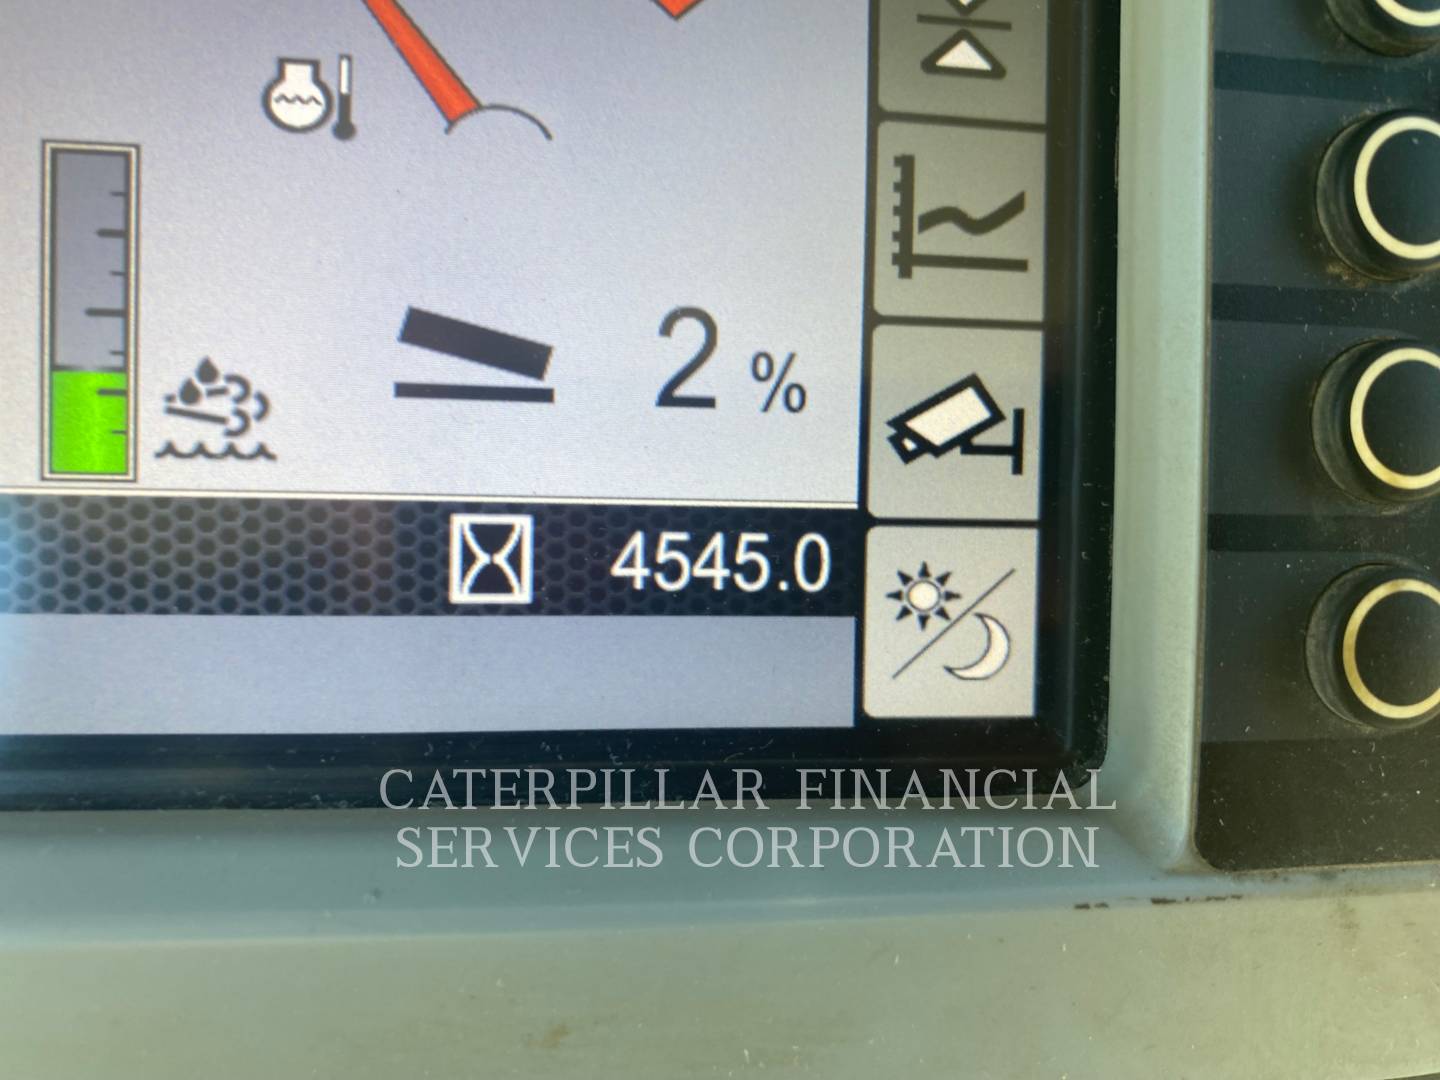 2 %
4545.0
CATERPILLAR FINANCIAL
SERVICES CORPORATION